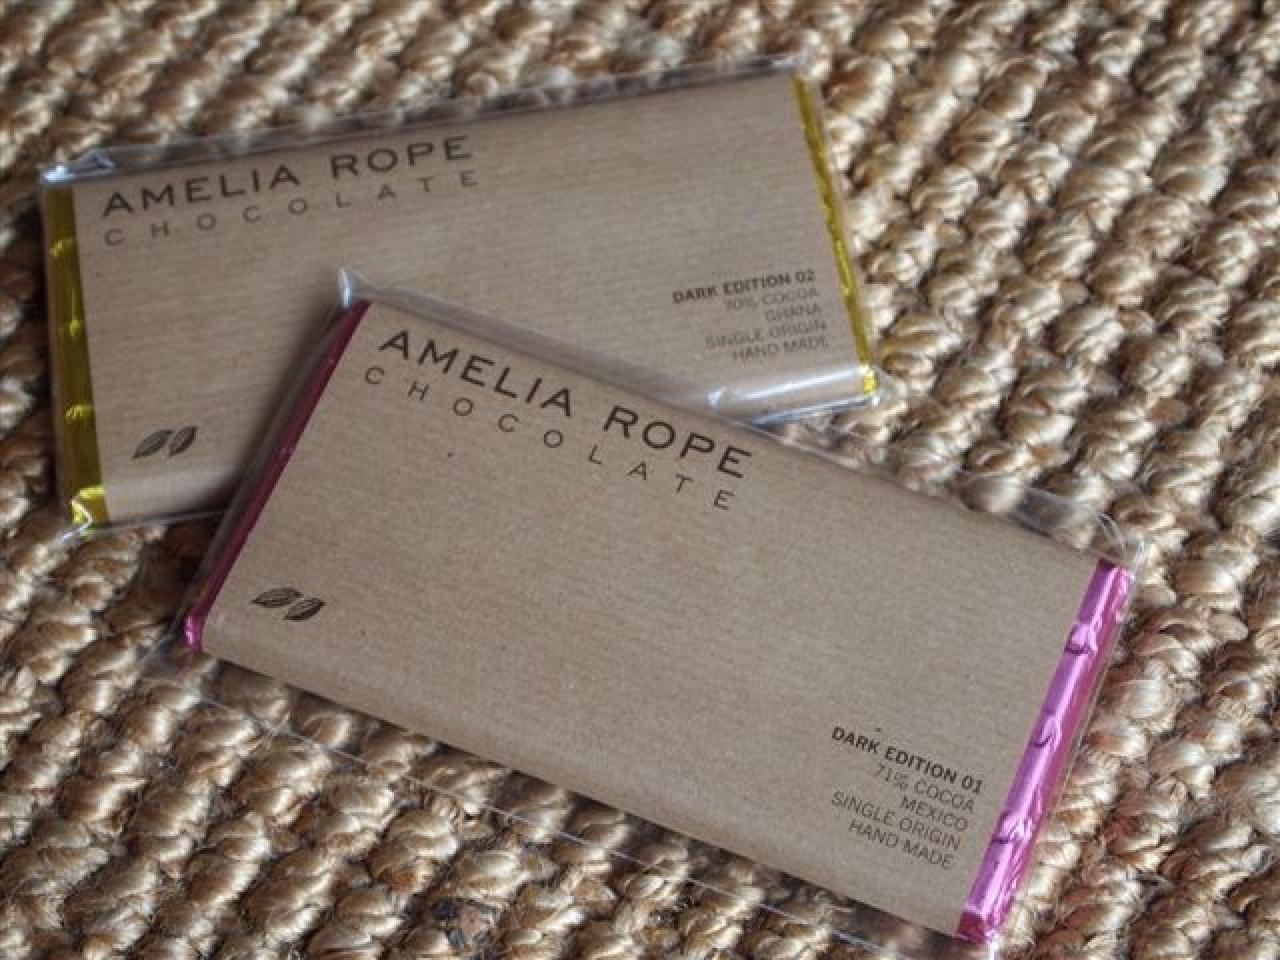 AMELIA ROPE
CHOCOLATE
DARK EDITION 02
70% COCOA
GHANA
SINGLE ORIGIN
HAND MADE
AMELIA ROPE
CHOCOLATE
DARK EDITION 01
71% COCOA
MEXICO
SINGLE ORIGIN
HAND MADE